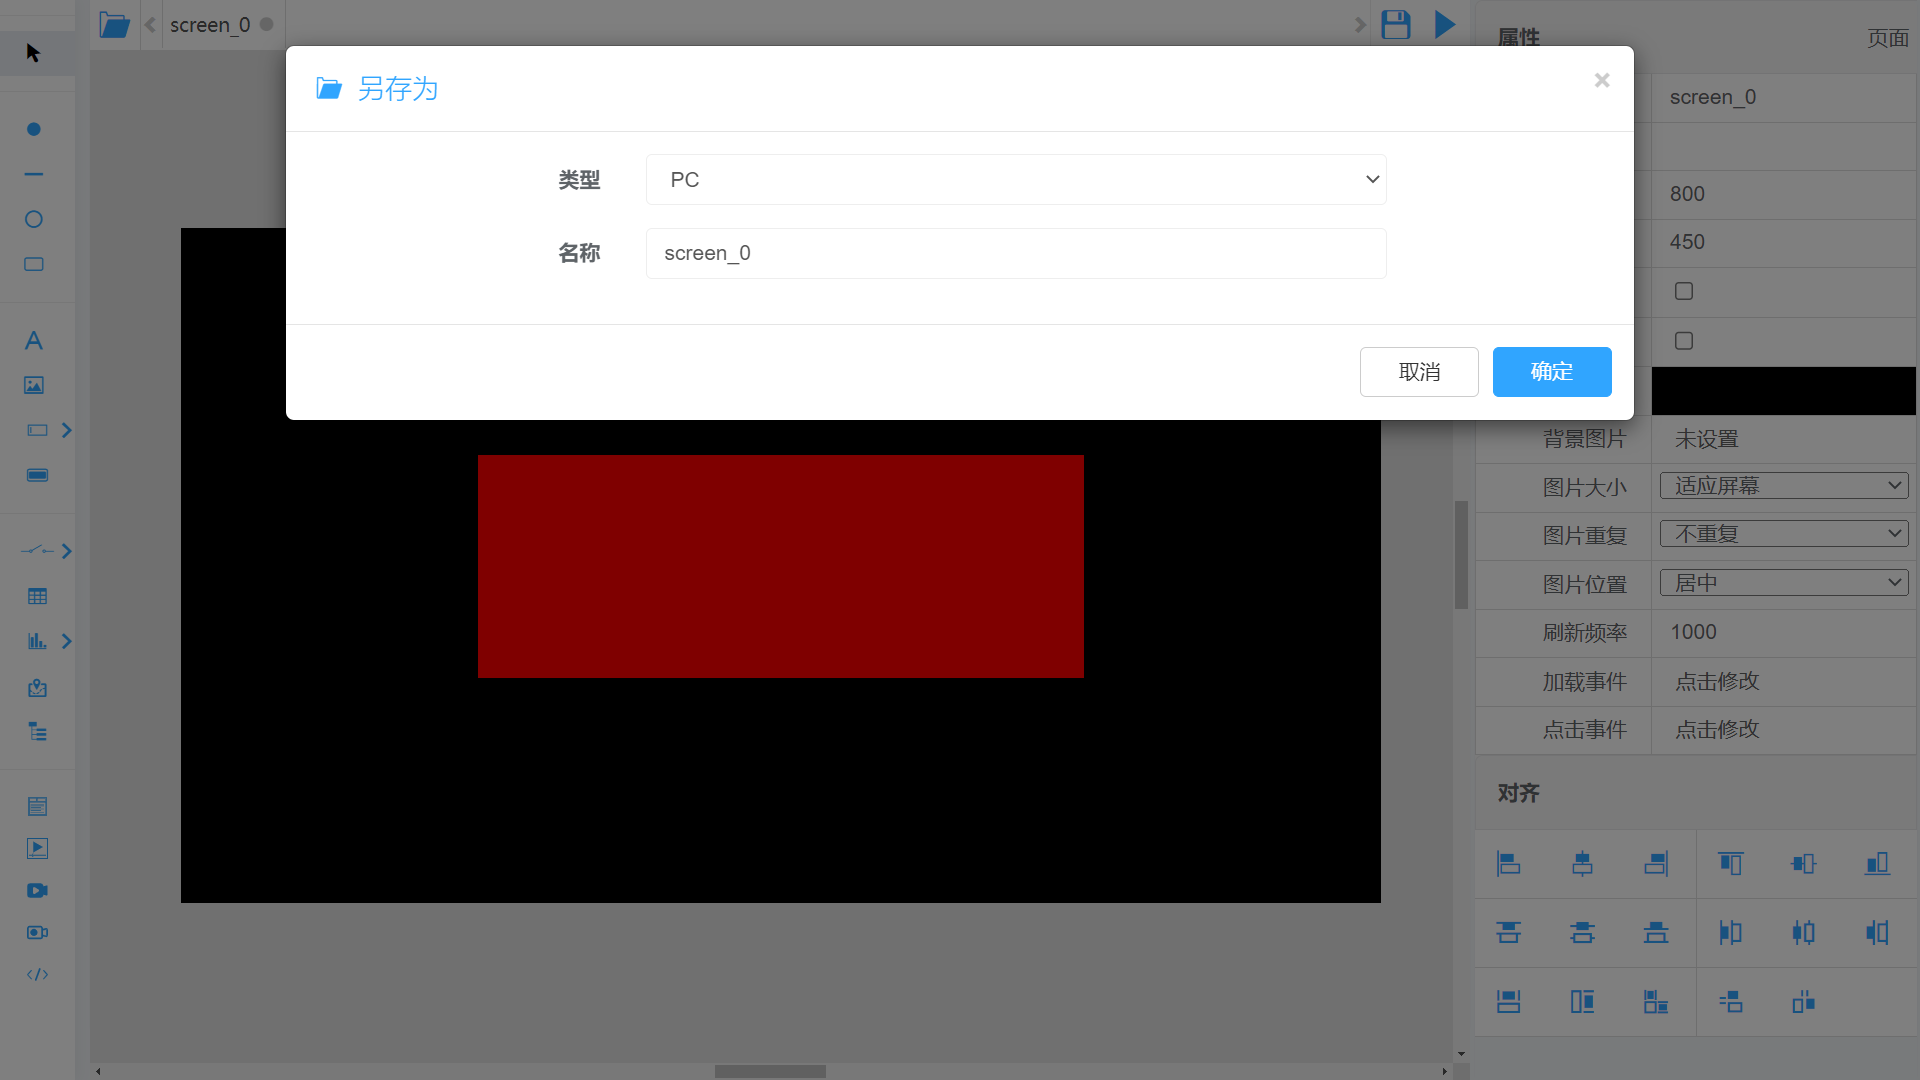 screen_0
属性
页面
另存为
×
类型
PC
名称
screen_0
取消
确定
screen_0
800
450
背景图片
未设置
图片大小
适应屏幕
图片重复
不重复
图片位置
居中
刷新频率
1000
加载事件
点击修改
点击事件
点击修改
对齐